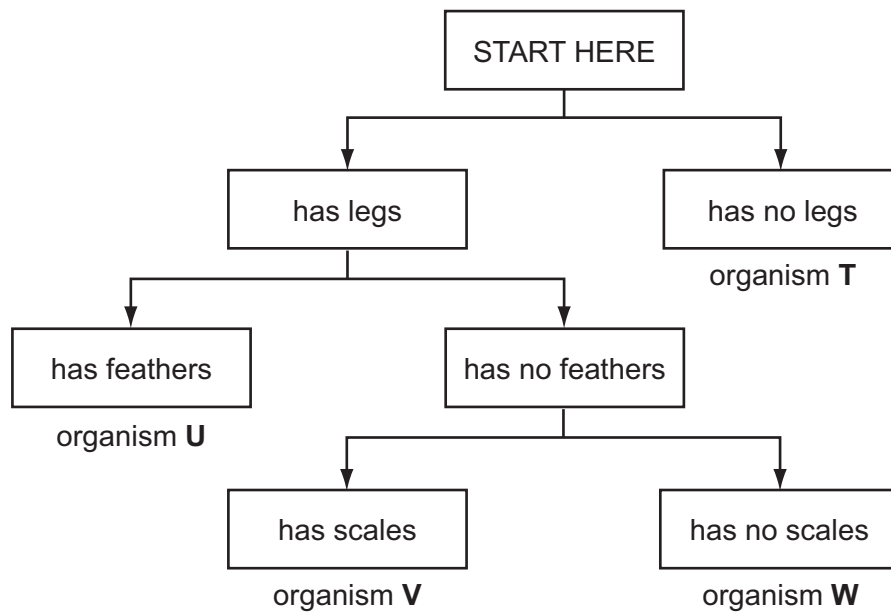 START HERE
has legs
has no legs
organism T
has feathers
has no feathers
organism U
has scales
has no scales
organism V
organism W